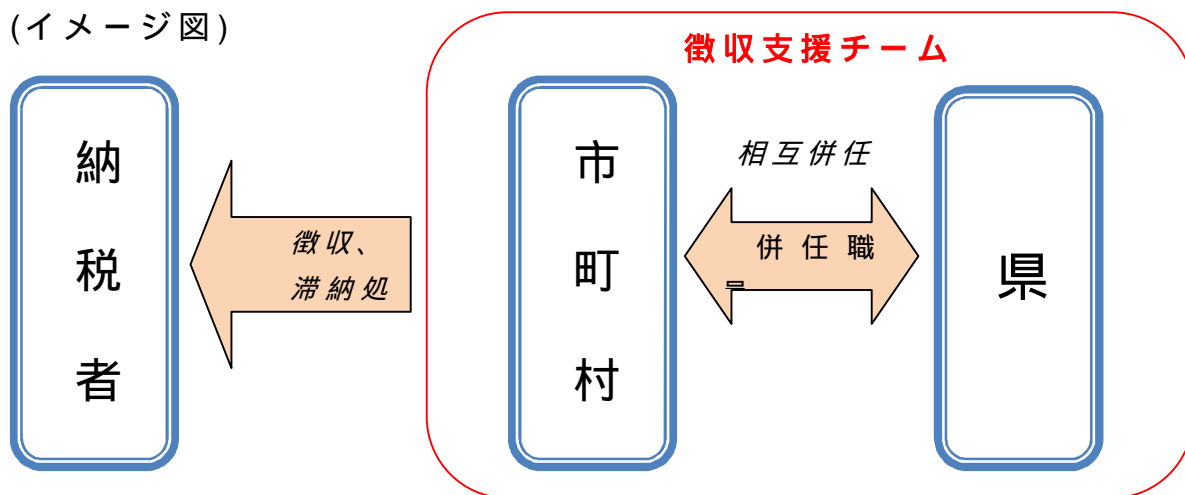 (イメージ図)
徴収支援チーム
納
税
者
徴収、
滞納処
市
町
村
相互併任
併任職
県